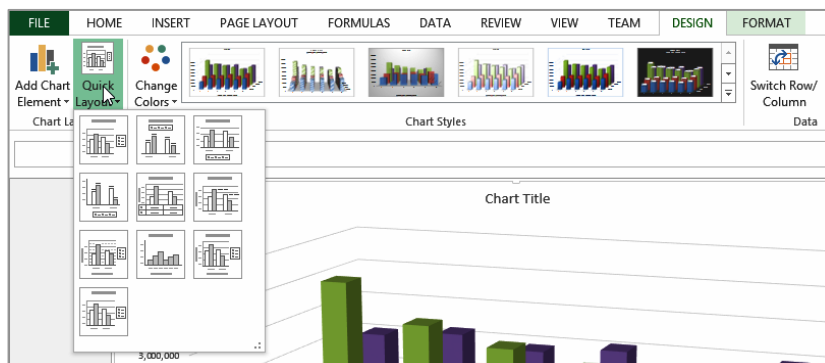 FILE HOME INSERT PAGE LAYOUT FORMULAS DATA REVIEW VIEW TEAM DESIGN FORMAT
Add Chart Quick Change Switch Row/
Element Layout Colors Column
Chart La Chart Styles Data
Chart Title
3,000,000